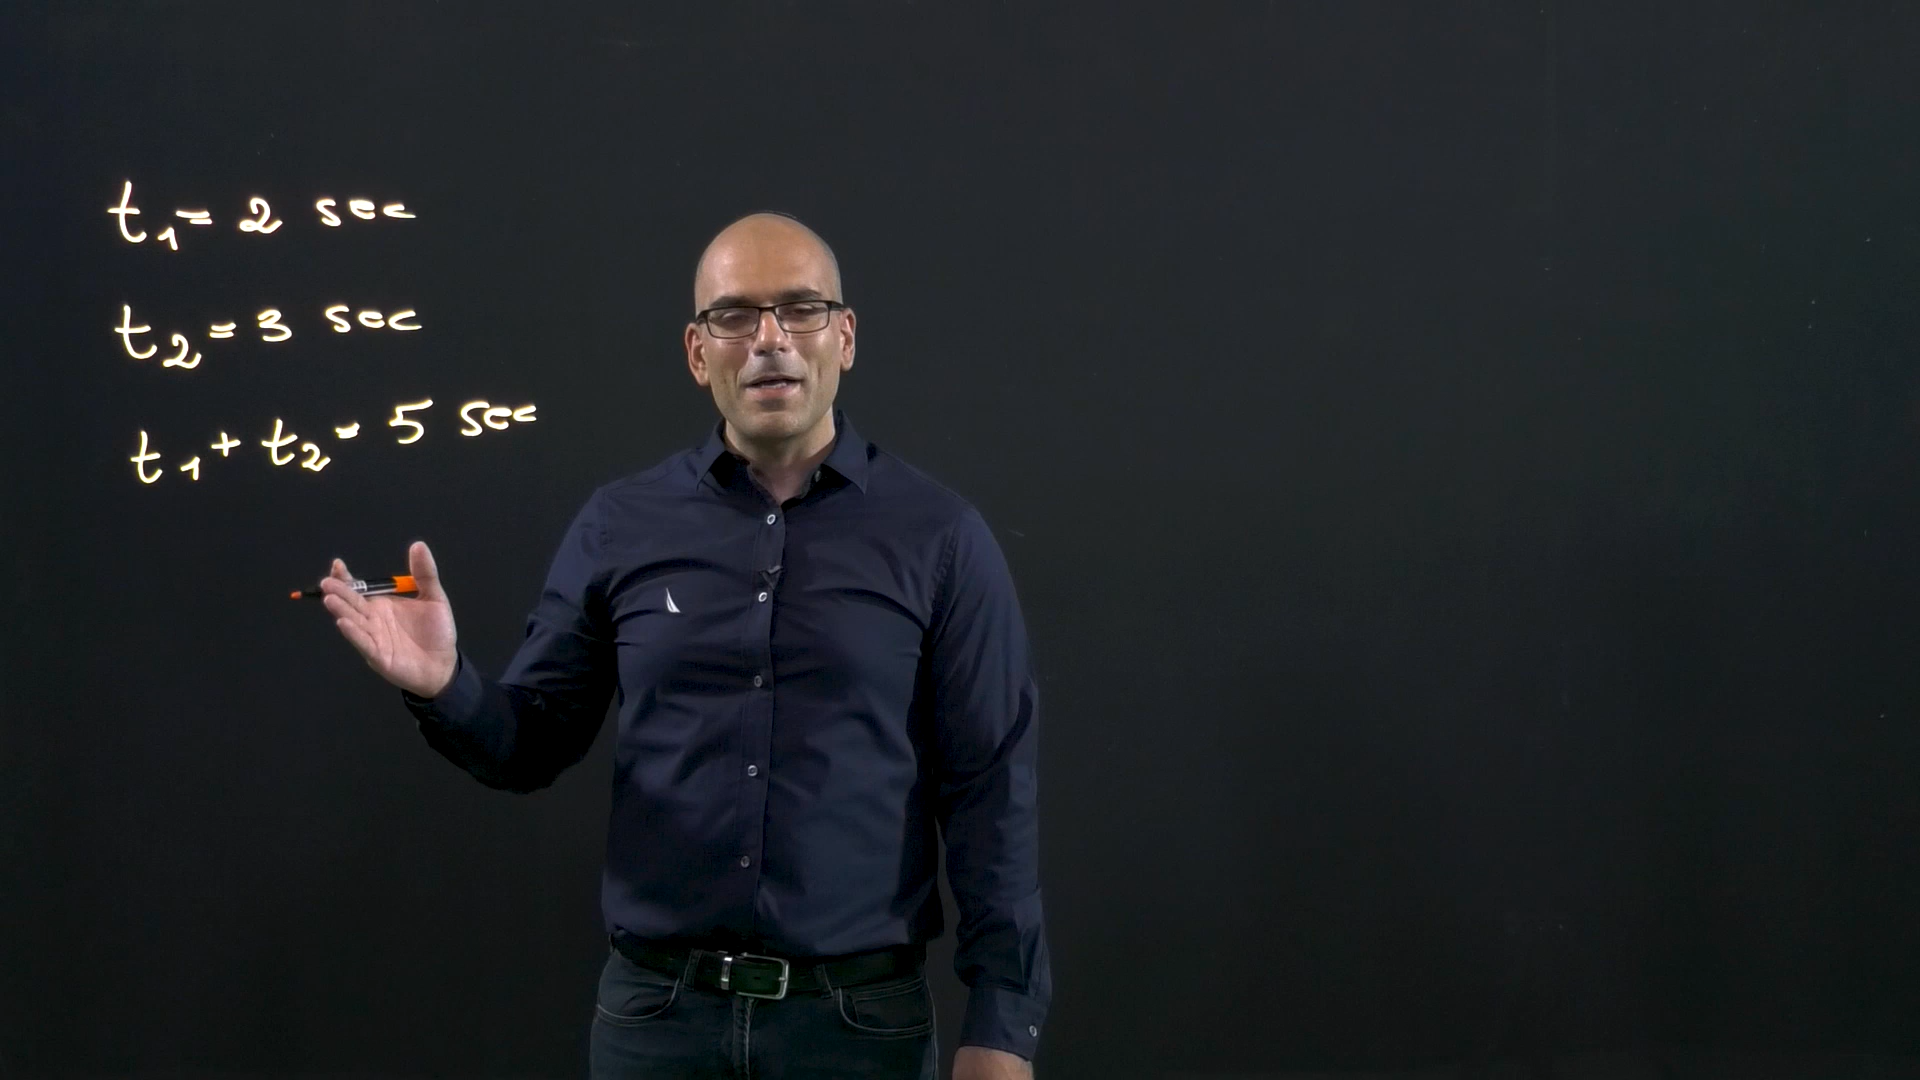 t₁ = 2 sec
t₂ = 3 sec
t₁ + t₂ = 5 sec